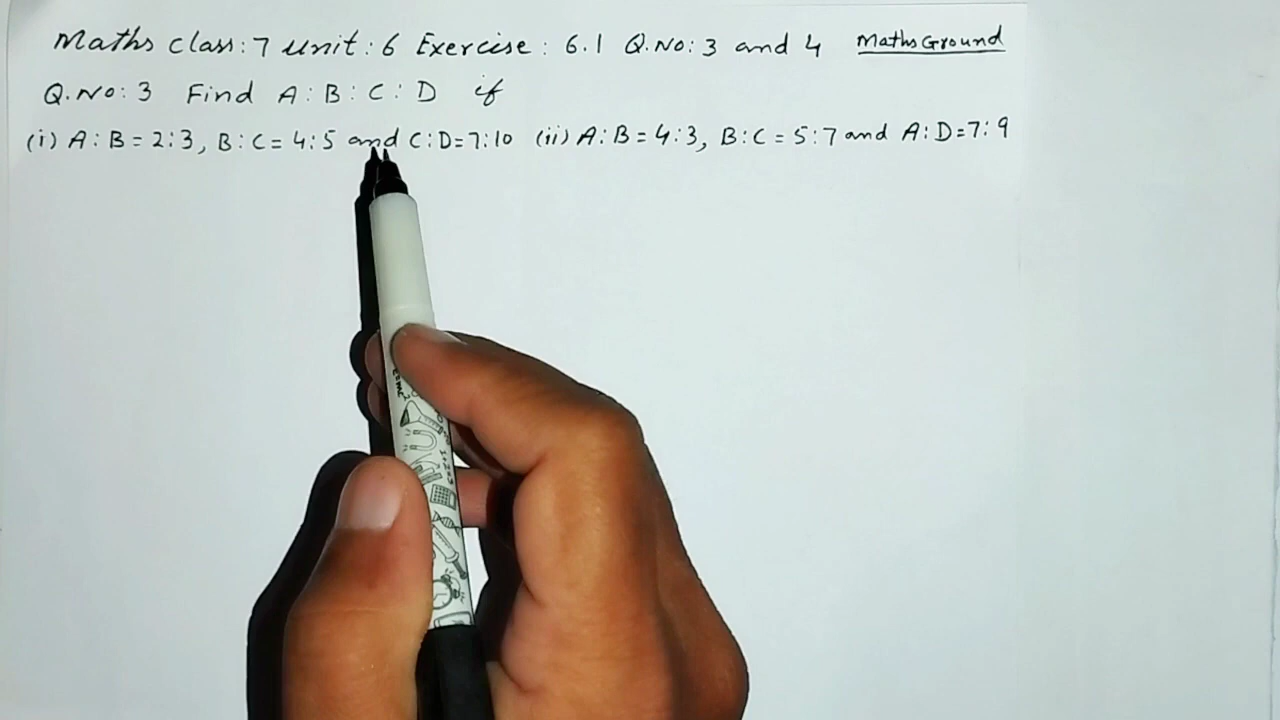 Maths class: 7 unit: 6 Exercise: 6.1 Q.No: 3 and 4 Maths Ground
Q.No: 3 Find A:B:C:D if
(i) A:B=2:3, B:C=4:5 and C:D=7:10 (ii) A:B=4:3, B:C=5:7 and A:D=7:9